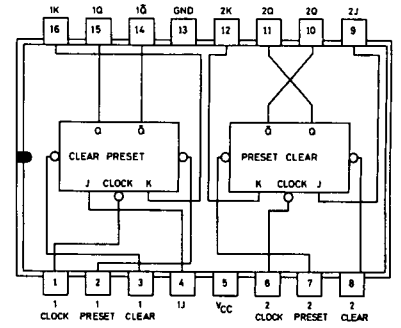 1K 1Q 1Q̄ GND 2K 2Q 2Q 2J
16 15 14 13 12 11 10 9
Q Q̄ Q̄ Q
CLEAR PRESET PRESET CLEAR
J CLOCK K K CLOCK J
1 2 3 4 5 6 7 8
1 1 1 1J VCC 2 2 2
CLOCK PRESET CLEAR CLOCK PRESET CLEAR